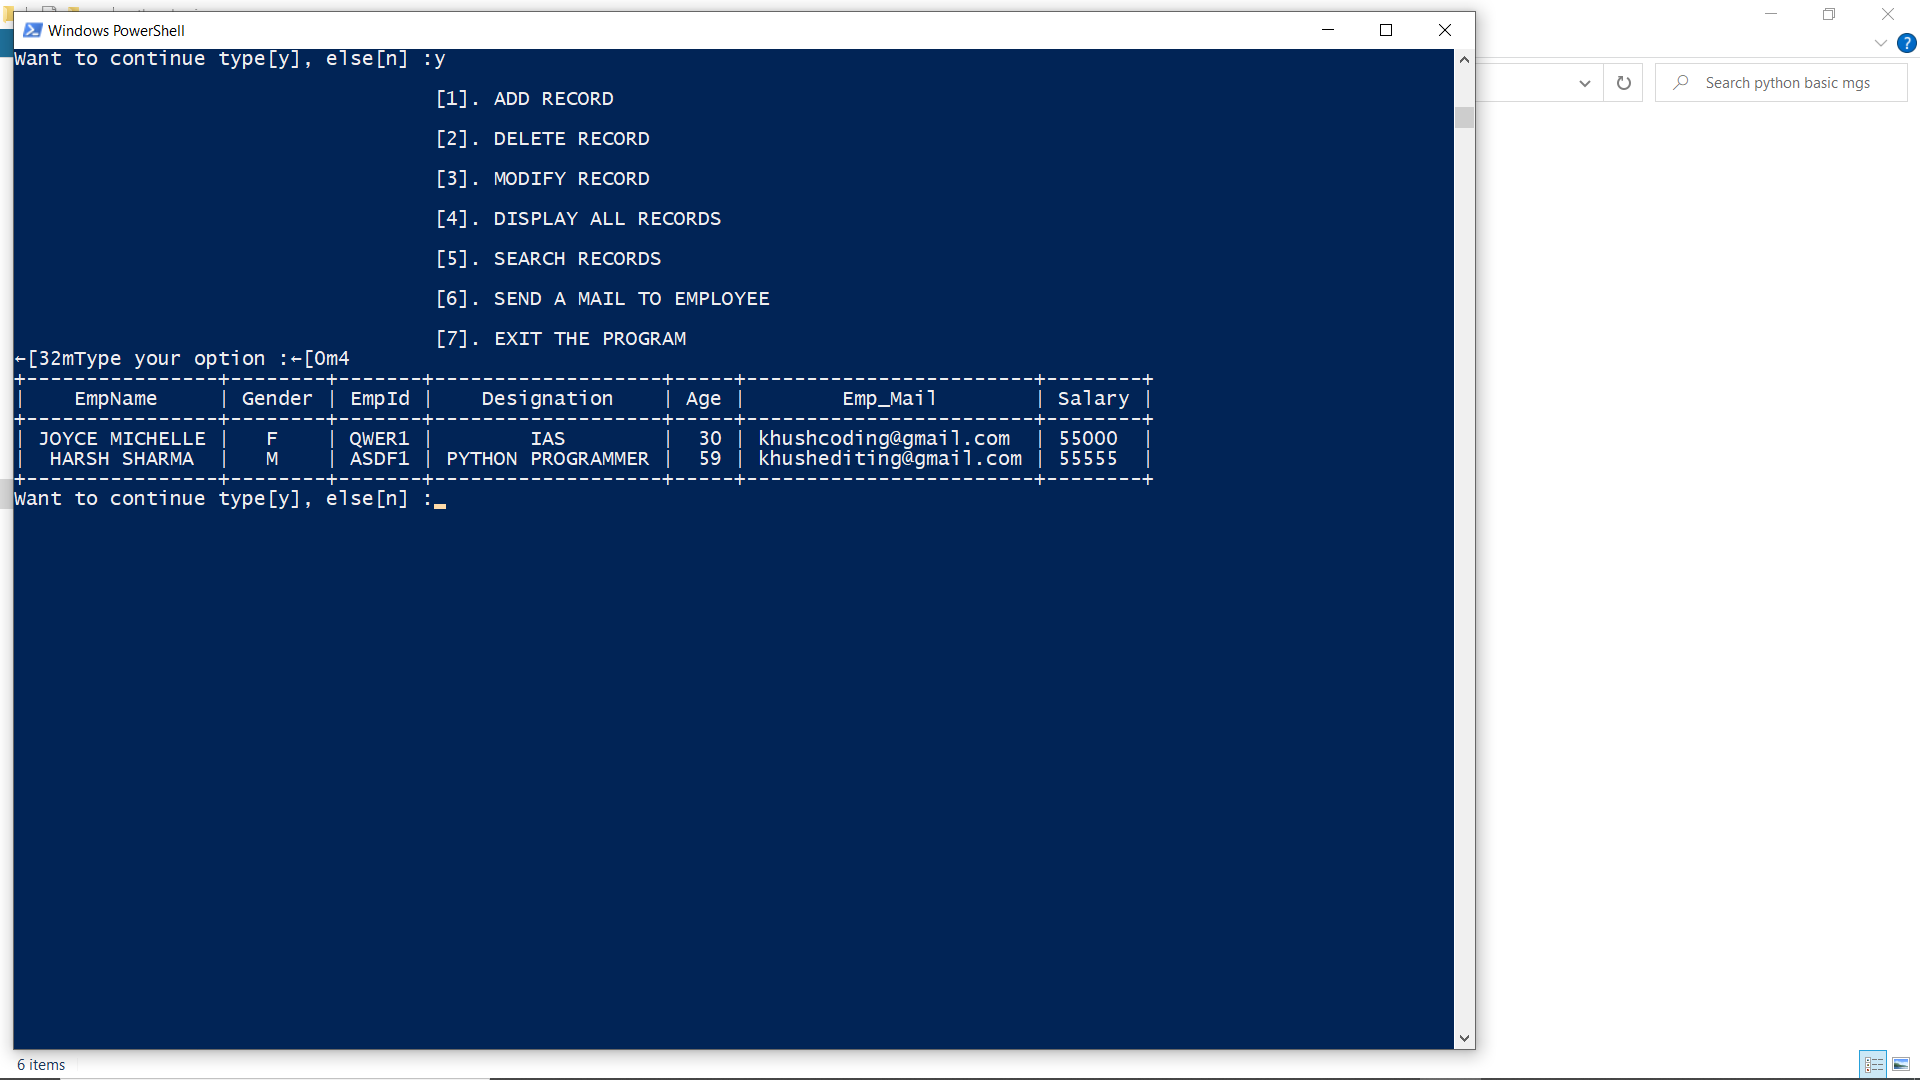 Windows PowerShell
Want to continue type[y], else[n] :y
[1]. ADD RECORD
[2]. DELETE RECORD
[3]. MODIFY RECORD
[4]. DISPLAY ALL RECORDS
[5]. SEARCH RECORDS
[6]. SEND A MAIL TO EMPLOYEE
[7]. EXIT THE PROGRAM
←[32mType your option :←[0m4
+----------------+--------+-------+-------------------+-----+------------------------+--------+
|    EmpName     | Gender | EmpId |    Designation    | Age |        Emp_Mail        | Salary |
+----------------+--------+-------+-------------------+-----+------------------------+--------+
| JOYCE MICHELLE |   F    | QWER1 |        IAS        |  30 | khushcoding@gmail.com  | 55000  |
|  HARSH SHARMA  |   M    | ASDF1 | PYTHON PROGRAMMER |  59 | khushediting@gmail.com | 55555  |
+----------------+--------+-------+-------------------+-----+------------------------+--------+
Want to continue type[y], else[n] :
Search python basic mgs
6 items